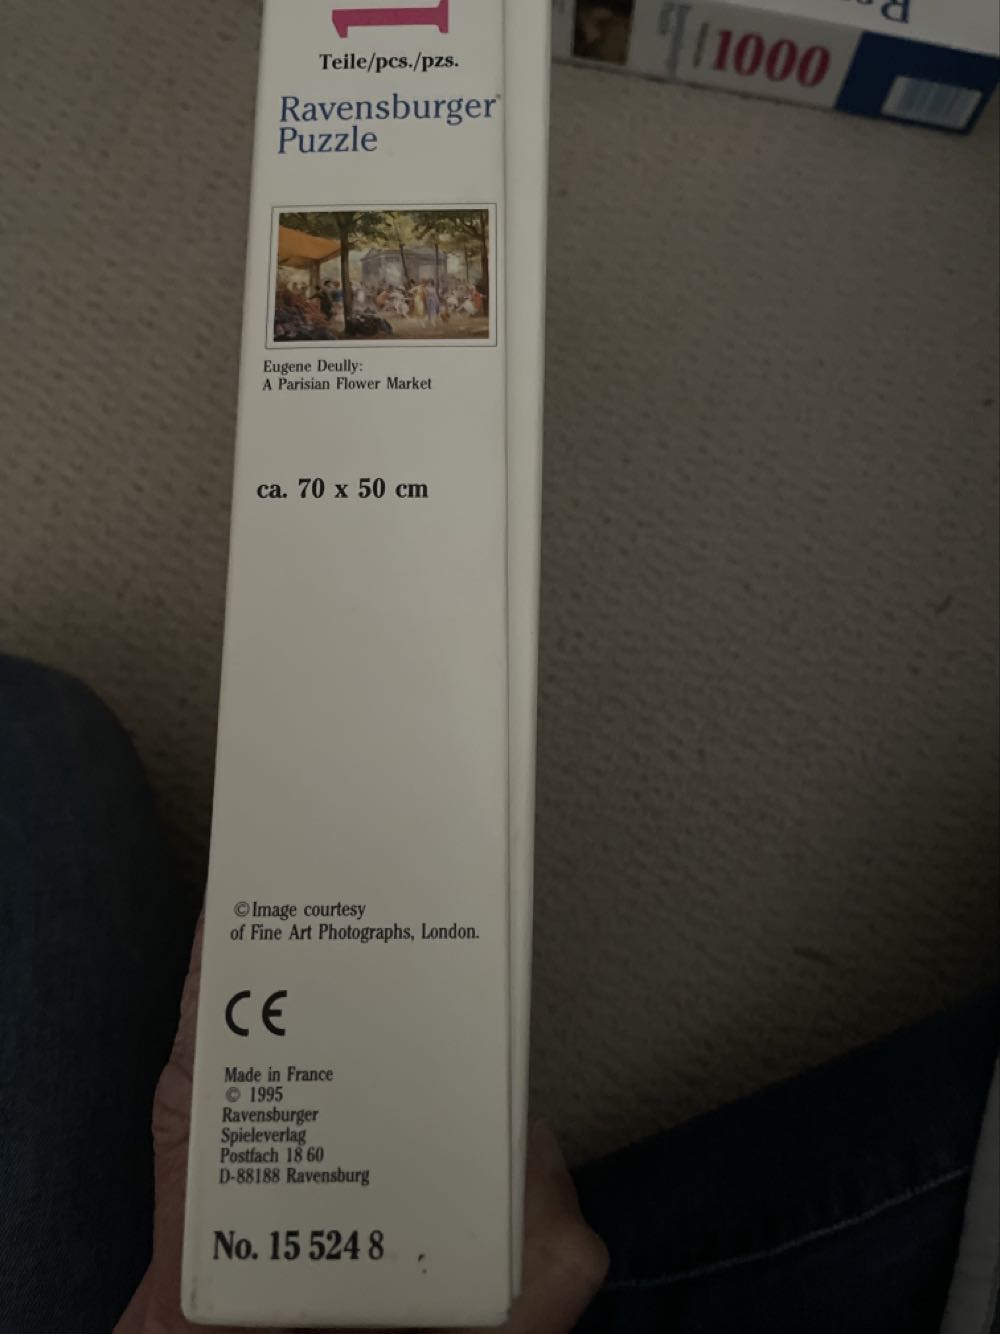 1
Teile/pcs./pzs.
Ravensburger®
Puzzle
Eugene Deully:
A Parisian Flower Market
ca. 70 x 50 cm
© Image courtesy
of Fine Art Photographs, London.
CE
Made in France
© 1995
Ravensburger
Spieleverlag
Postfach 18 60
D-88188 Ravensburg
No. 15 524 8
1000